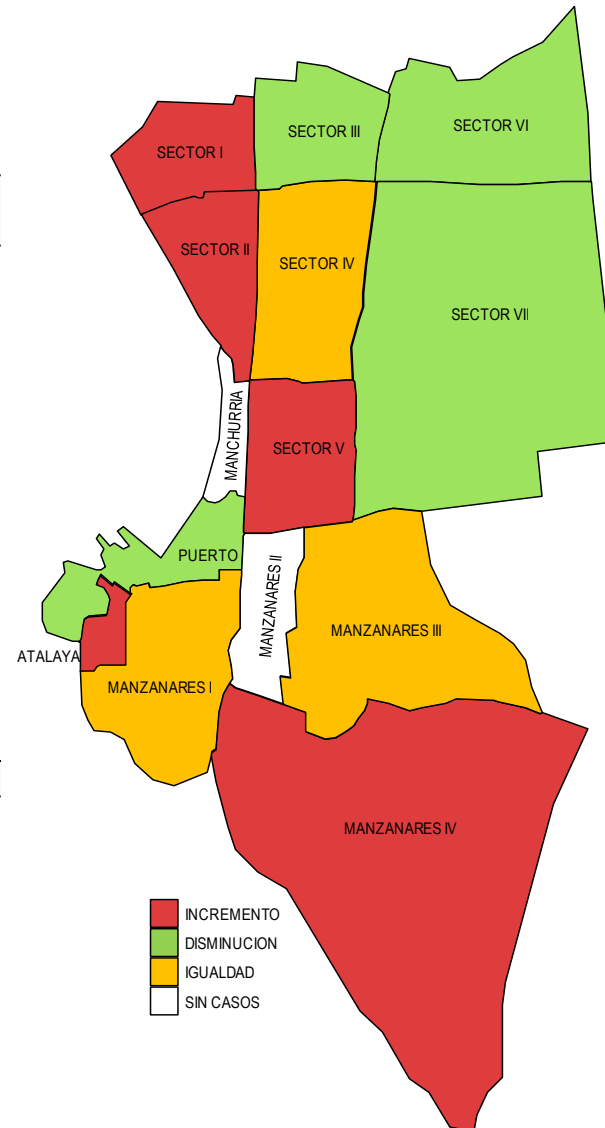 SECTOR VI
SECTOR III
SECTOR I
SECTOR II
SECTOR IV
SECTOR VII
MANCHURRIA
SECTOR V
PUERTO
MANZANARES II
MANZANARES III
ATALAYA
MANZANARES I
MANZANARES IV
INCREMENTO
DISMINUCION
IGUALDAD
SIN CASOS